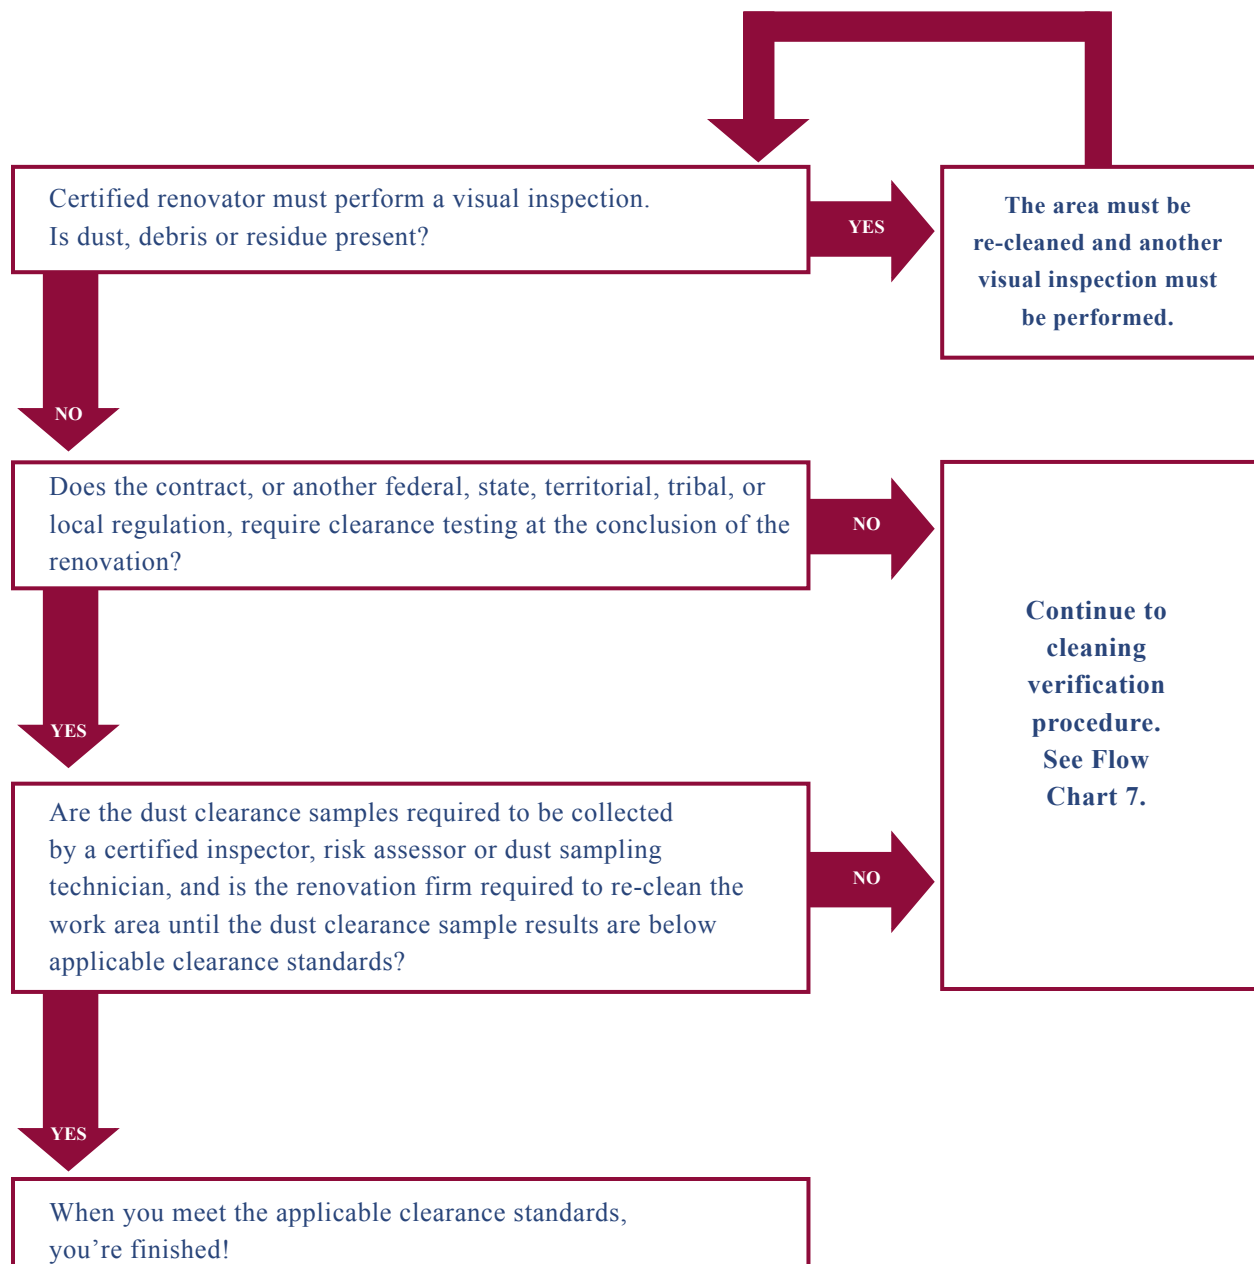 Certified renovator must perform a visual inspection.
Is dust, debris or residue present?
YES
The area must be
re-cleaned and another
visual inspection must
be performed.
NO
Does the contract, or another federal, state, territorial, tribal, or
local regulation, require clearance testing at the conclusion of the
renovation?
NO
Continue to
cleaning
verification
procedure.
See Flow
Chart 7.
YES
Are the dust clearance samples required to be collected
by a certified inspector, risk assessor or dust sampling
technician, and is the renovation firm required to re-clean the
work area until the dust clearance sample results are below
applicable clearance standards?
NO
YES
When you meet the applicable clearance standards,
you’re finished!